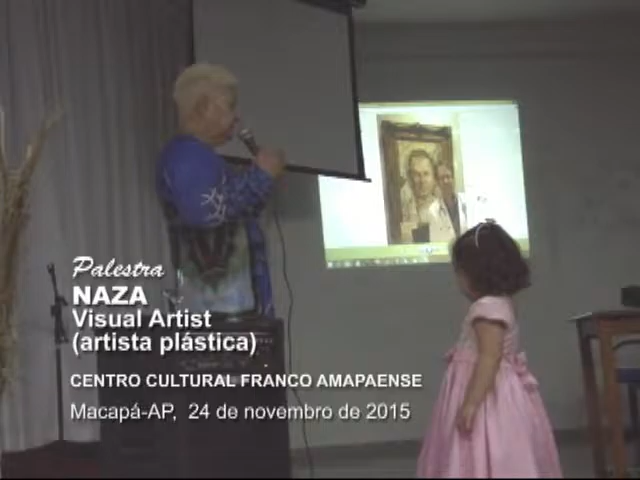 Palestra
NAZA
Visual Artist
(artista plástica)
CENTRO CULTURAL FRANCO AMAPAENSE
Macapá-AP, 24 de novembro de 2015